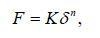 F = Kδⁿ,